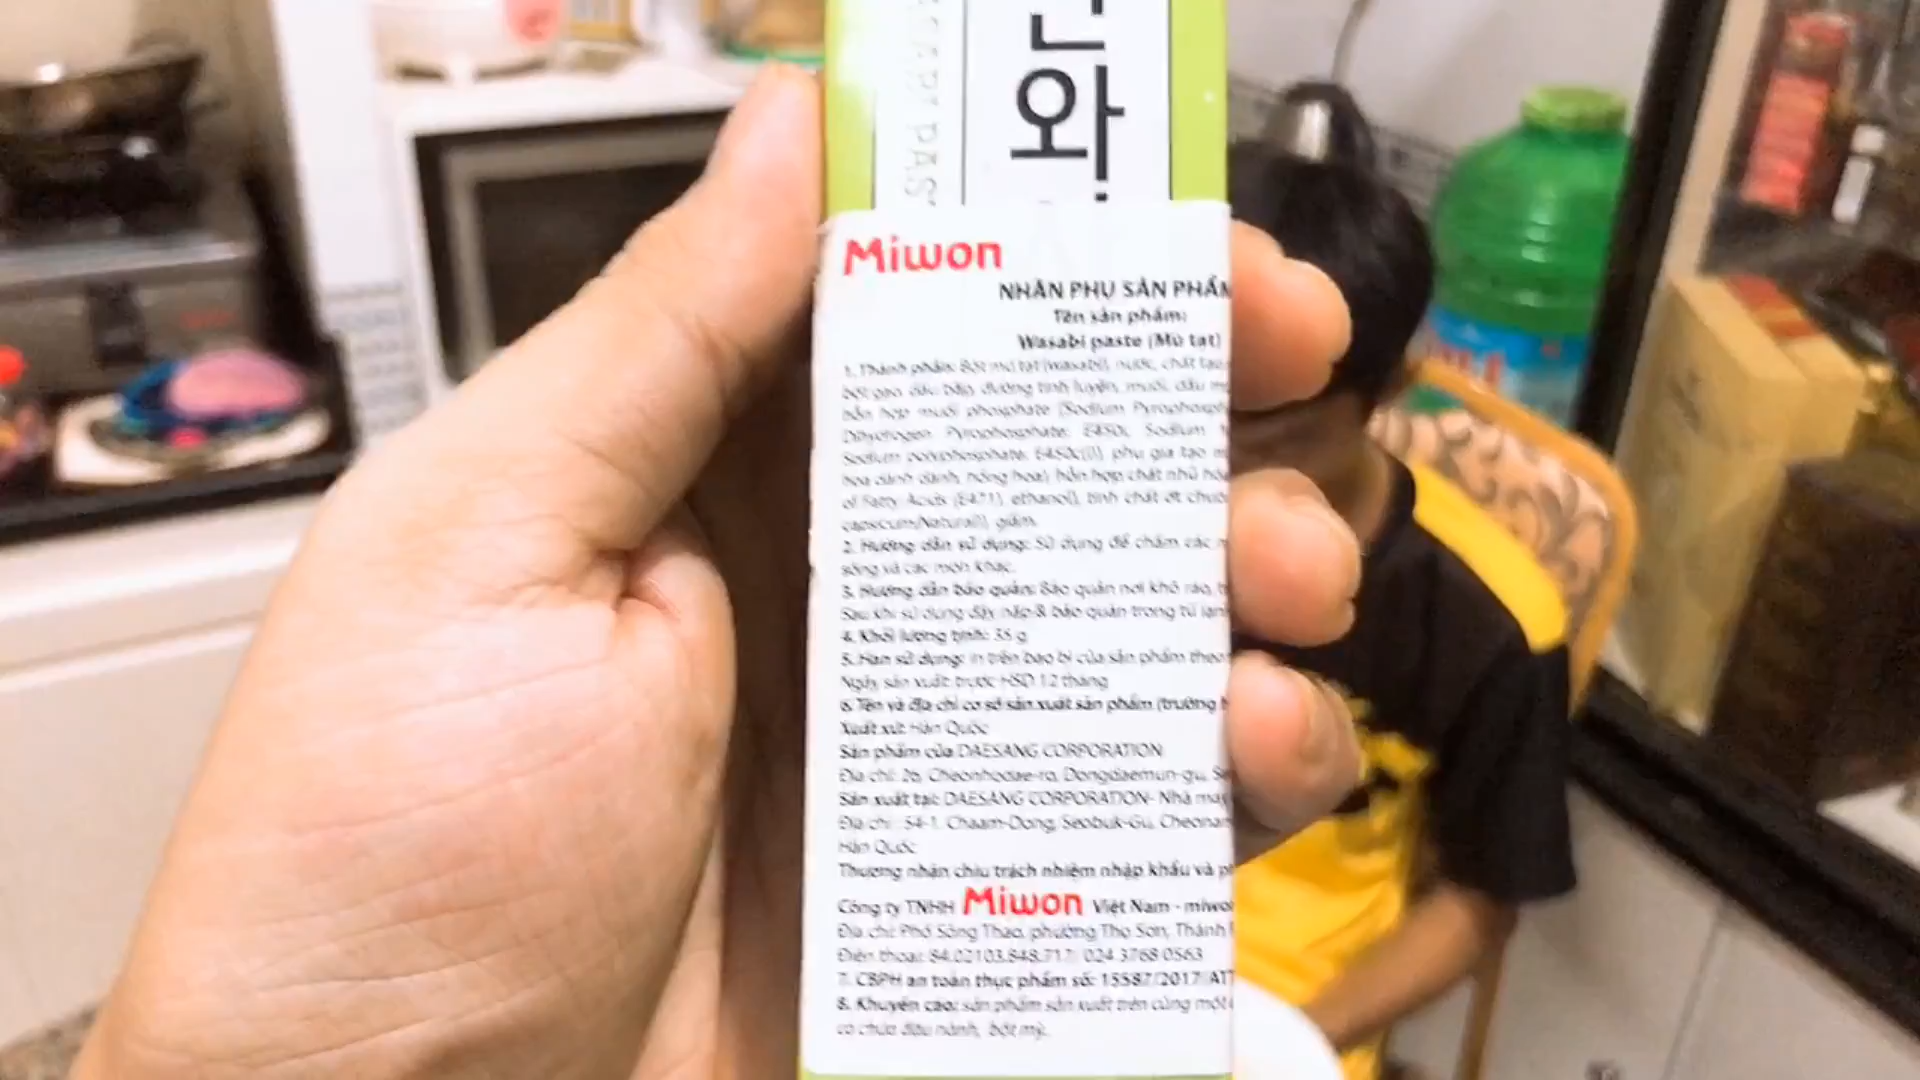 와
WASABI PAST
Miwon
NHÃN PHỤ SẢN PHẨM
Tên sản phẩm:
Wasabi paste (Mù tạt)
1. Thành phần: Bột mù tạt (wasabi), nước, chất tạo
bột gạo, dầu bắp, đường tinh luyện, muối, dầu
hỗn hợp muối phosphate (Sodium Pyrophosph
Dihydrogen Pyrophosphate: E450i, Sodium
Sodium polyphosphate: E450c(i)), phụ gia tạo
hoa dành dành, hồng hoa), hỗn hợp chất nhũ hóa
of Fatty Acids (E471), ethanol), tinh chất ớt chuông
capsicum/Natural)), giấm.
2. Hướng dẫn sử dụng: Sử dụng để chấm các
sống và các món khác.
3. Hướng dẫn bảo quản: Bảo quản nơi khô ráo,
Sau khi sử dụng đậy nắp & bảo quản trong tủ lạnh
4. Khối lượng tịnh: 35 g
5. Hạn sử dụng: in trên bao bì của sản phẩm theo
Ngày sản xuất: trước HSD 12 tháng
6. Tên và địa chỉ cơ sở sản xuất sản phẩm (trường
Xuất xứ: Hàn Quốc
Sản phẩm của DAESANG CORPORATION
Địa chỉ: 26, Cheonhodae-ro, Dongdaemun-gu, Se
Sản xuất tại: DAESANG CORPORATION- Nhà máy
Địa chỉ : 54-1, Chaam-Dong, Seobuk-Gu, Cheonan
Hàn Quốc
Thương nhân chịu trách nhiệm nhập khẩu và ph
Công ty TNHH Miwon Việt Nam - miwon
Địa chỉ: Phố Sông Thao, phường Thọ Sơn, Thành
Điện thoại: 84.02103.848.717/ 024 3768 0563
7. CBPH an toàn thực phẩm số: 15587/2017/ATT
8. Khuyến cáo: sản phẩm sản xuất trên cùng một
có chứa đậu nành, bột mỳ.